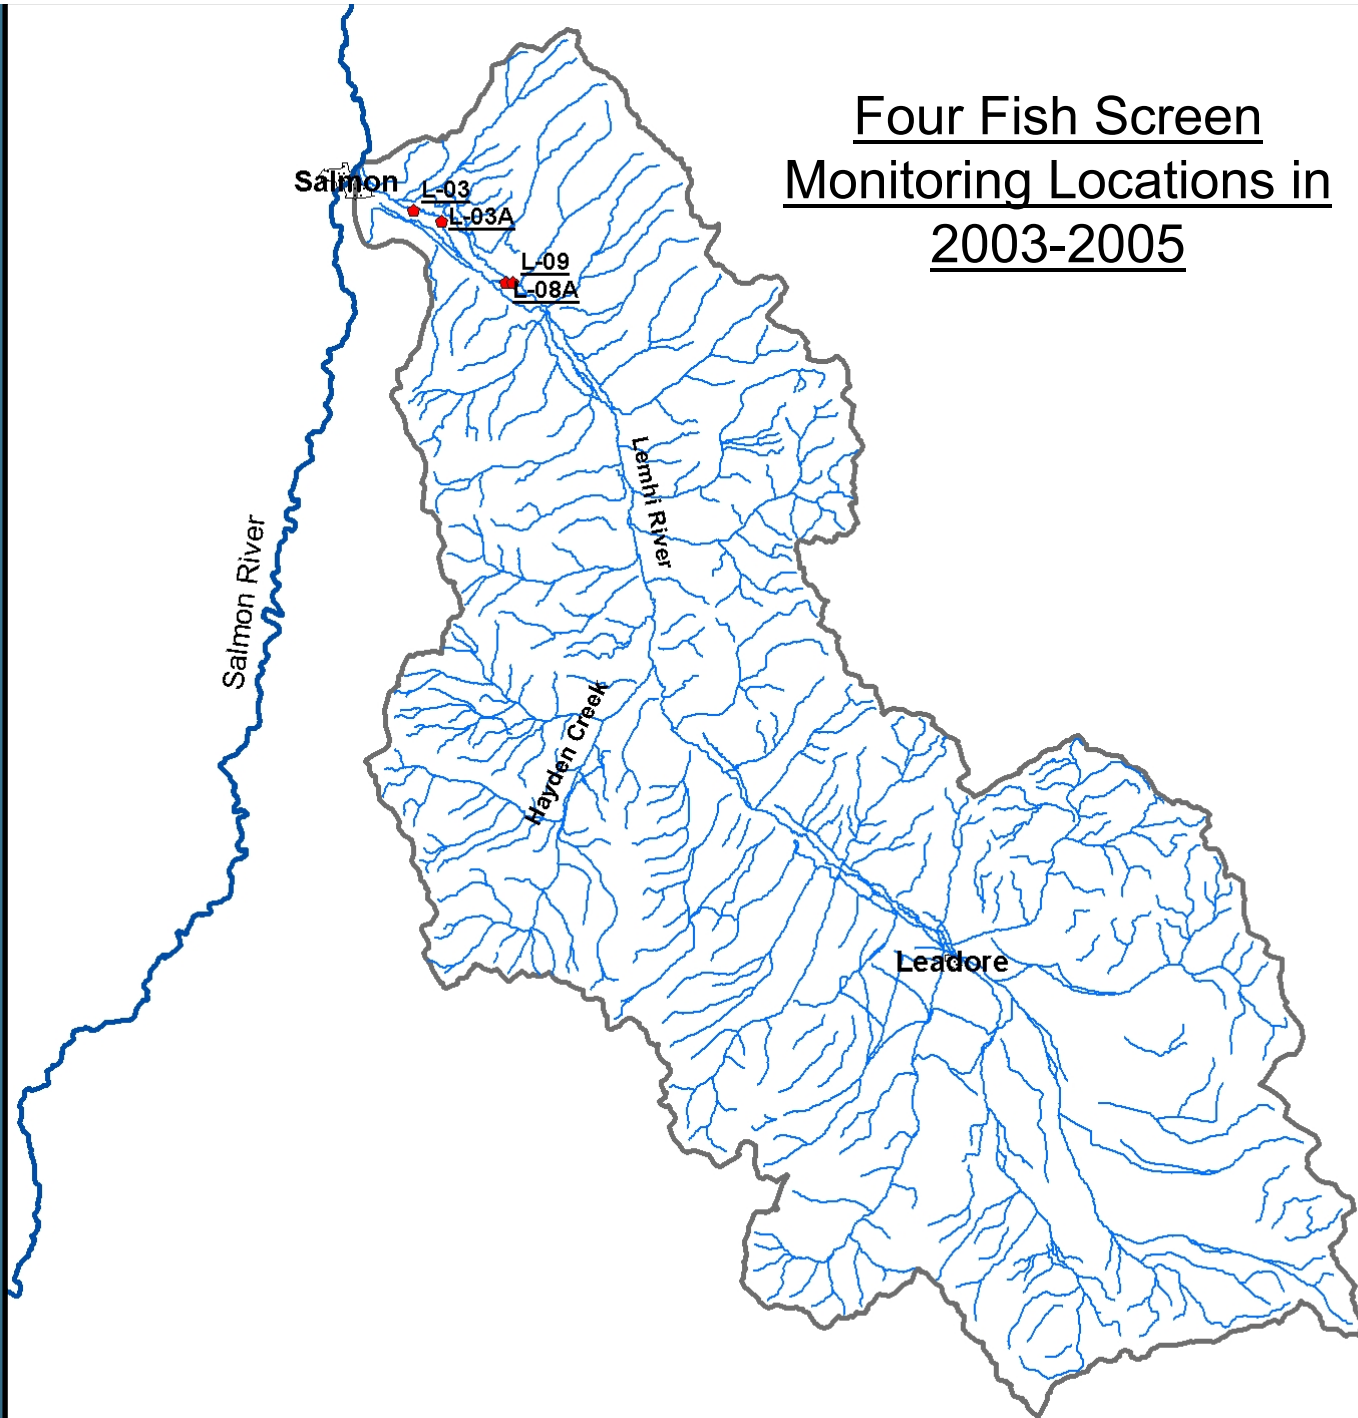 Four Fish Screen
Monitoring Locations in
2003-2005
Salmon
L-03
L-03A
L-09
L-08A
Lemhi River
Salmon River
Hayden Creek
Leadore